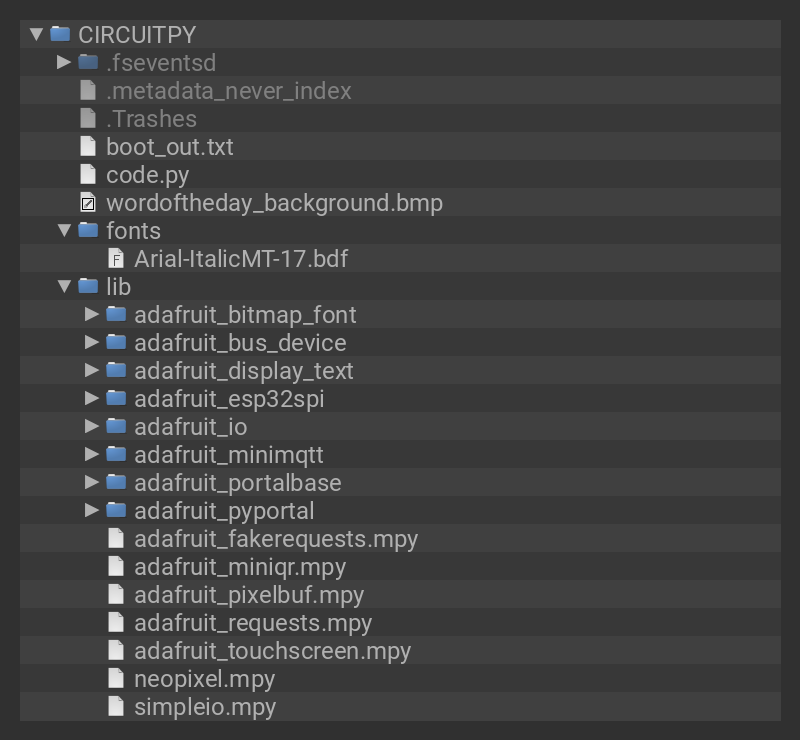 CIRCUITPY
.fseventsd
.metadata_never_index
.Trashes
boot_out.txt
code.py
wordoftheday_background.bmp
fonts
Arial-ItalicMT-17.bdf
lib
adafruit_bitmap_font
adafruit_bus_device
adafruit_display_text
adafruit_esp32spi
adafruit_io
adafruit_minimqtt
adafruit_portalbase
adafruit_pyportal
adafruit_fakerequests.mpy
adafruit_miniqr.mpy
adafruit_pixelbuf.mpy
adafruit_requests.mpy
adafruit_touchscreen.mpy
neopixel.mpy
simpleio.mpy